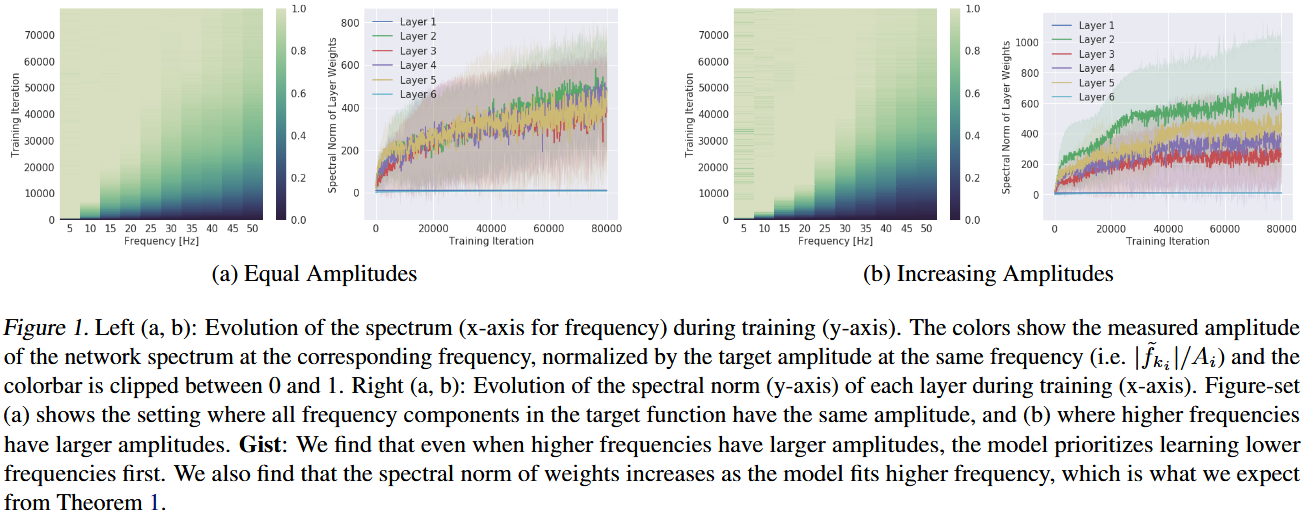 70000
60000
50000
40000
30000
20000
10000
0
Training Iteration
5 10 15 20 25 30 35 40 45 50
Frequency [Hz]
1.0
0.8
0.6
0.4
0.2
0.0
800
600
400
200
0
Spectral Norm of Layer Weights
Layer 1
Layer 2
Layer 3
Layer 4
Layer 5
Layer 6
0 20000 40000 60000 80000
Training Iteration
(a) Equal Amplitudes
70000
60000
50000
40000
30000
20000
10000
0
Training Iteration
5 10 15 20 25 30 35 40 45 50
Frequency [Hz]
1.0
0.8
0.6
0.4
0.2
0.0
1000
800
600
400
200
0
Spectral Norm of Layer Weights
Layer 1
Layer 2
Layer 3
Layer 4
Layer 5
Layer 6
0 20000 40000 60000 80000
Training Iteration
(b) Increasing Amplitudes
Figure 1. Left (a, b): Evolution of the spectrum (x-axis for frequency) during training (y-axis). The colors show the measured amplitude
of the network spectrum at the corresponding frequency, normalized by the target amplitude at the same frequency (i.e. |f̃_{k_i}|/A_i) and the
colorbar is clipped between 0 and 1. Right (a, b): Evolution of the spectral norm (y-axis) of each layer during training (x-axis). Figure-set
(a) shows the setting where all frequency components in the target function have the same amplitude, and (b) where higher frequencies
have larger amplitudes. Gist: We find that even when higher frequencies have larger amplitudes, the model prioritizes learning lower
frequencies first. We also find that the spectral norm of weights increases as the model fits higher frequency, which is what we expect
from Theorem 1.